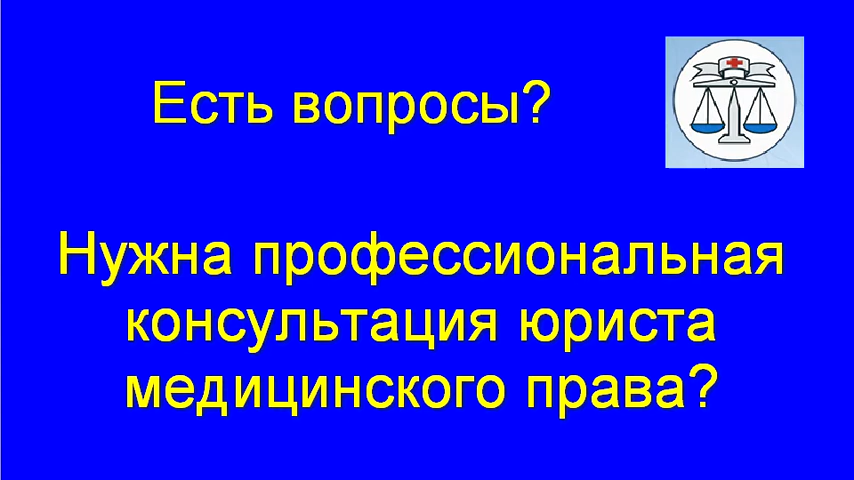 Есть вопросы?
Нужна профессиональная
консультация юриста
медицинского права?